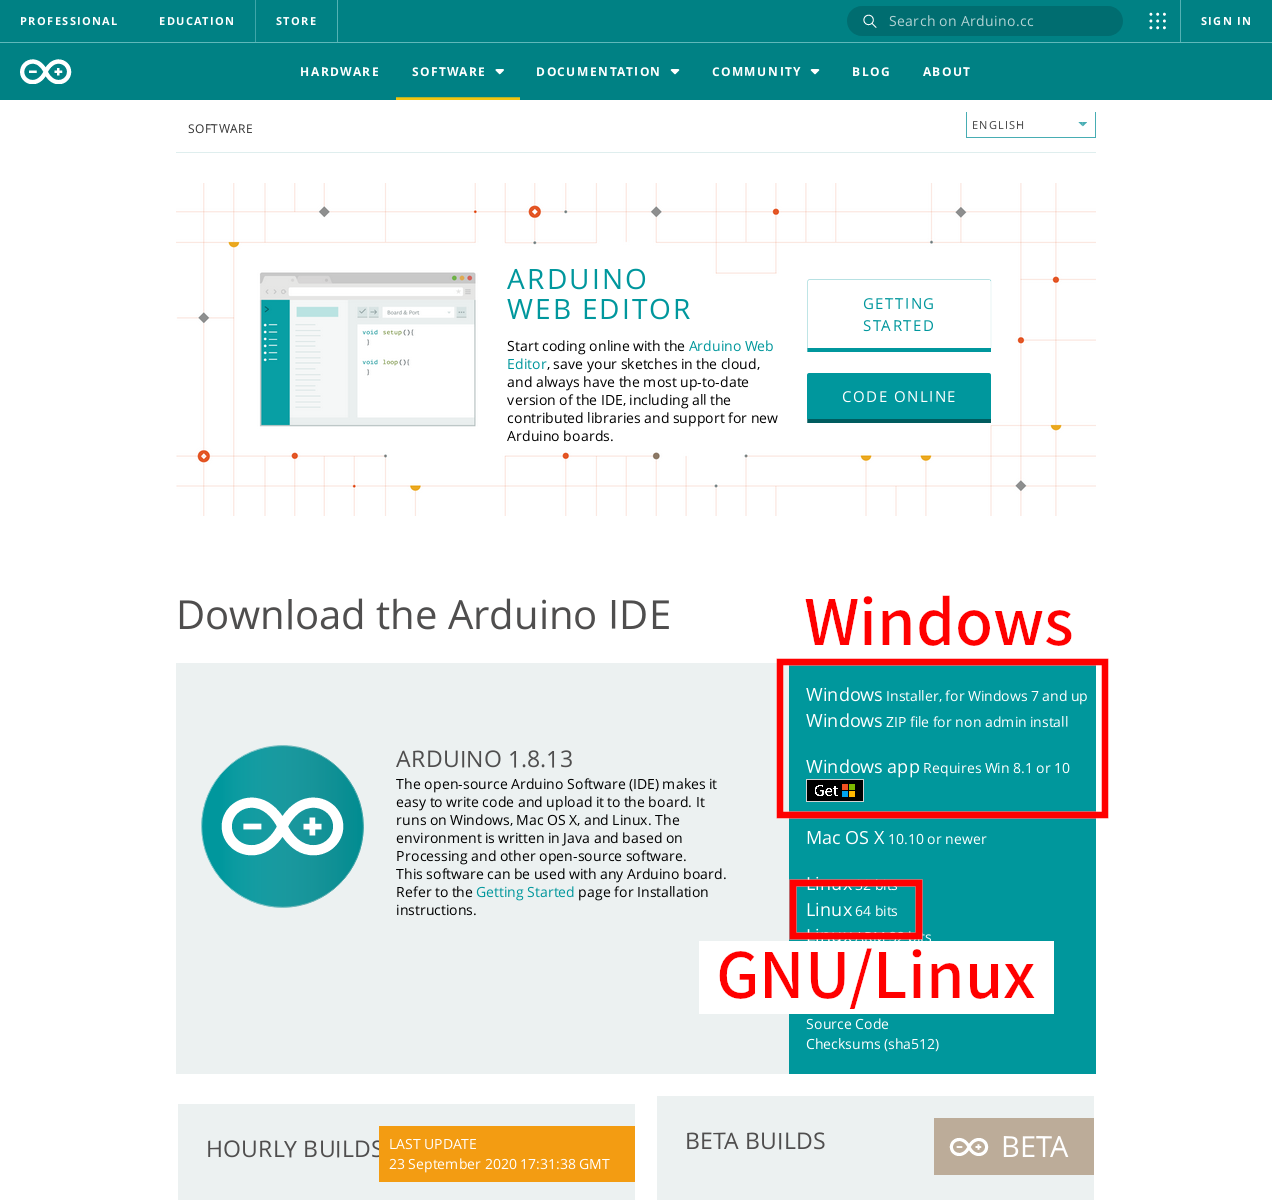 PROFESSIONAL EDUCATION STORE Search on Arduino.cc SIGN IN
HARDWARE SOFTWARE DOCUMENTATION COMMUNITY BLOG ABOUT
SOFTWARE ENGLISH
Board & Port
void setup(){
}
void loop(){
}
ARDUINO
WEB EDITOR
Start coding online with the Arduino Web
Editor, save your sketches in the cloud,
and always have the most up-to-date
version of the IDE, including all the
contributed libraries and support for new
Arduino boards.
GETTING
STARTED
CODE ONLINE
Download the Arduino IDE
Windows
ARDUINO 1.8.13
The open-source Arduino Software (IDE) makes it
easy to write code and upload it to the board. It
runs on Windows, Mac OS X, and Linux. The
environment is written in Java and based on
Processing and other open-source software.
This software can be used with any Arduino board.
Refer to the Getting Started page for Installation
instructions.
Windows Installer, for Windows 7 and up
Windows ZIP file for non admin install
Windows app Requires Win 8.1 or 10
Get
Mac OS X 10.10 or newer
Linux 32 bits
Linux 64 bits
GNU/Linux
Source Code
Checksums (sha512)
HOURLY BUILDS
LAST UPDATE
23 September 2020 17:31:38 GMT
BETA BUILDS
BETA